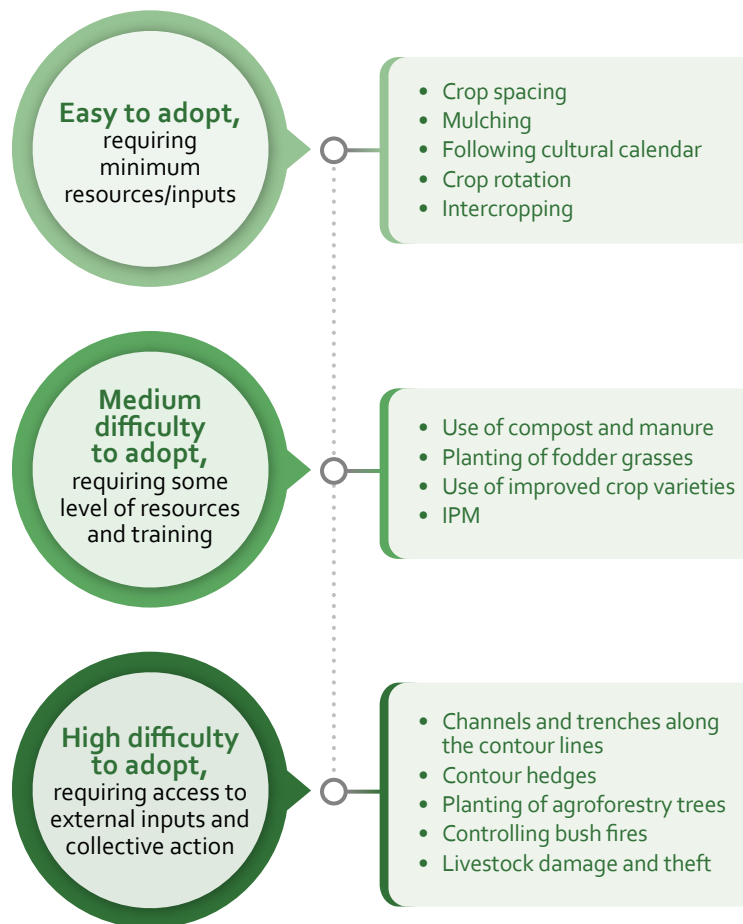 Easy to adopt,
requiring
minimum
resources/inputs
• Crop spacing
• Mulching
• Following cultural calendar
• Crop rotation
• Intercropping
Medium
difficulty
to adopt,
requiring some
level of resources
and training
• Use of compost and manure
• Planting of fodder grasses
• Use of improved crop varieties
• IPM
High difficulty
to adopt,
requiring access to
external inputs and
collective action
• Channels and trenches along
the contour lines
• Contour hedges
• Planting of agroforestry trees
• Controlling bush fires
• Livestock damage and theft